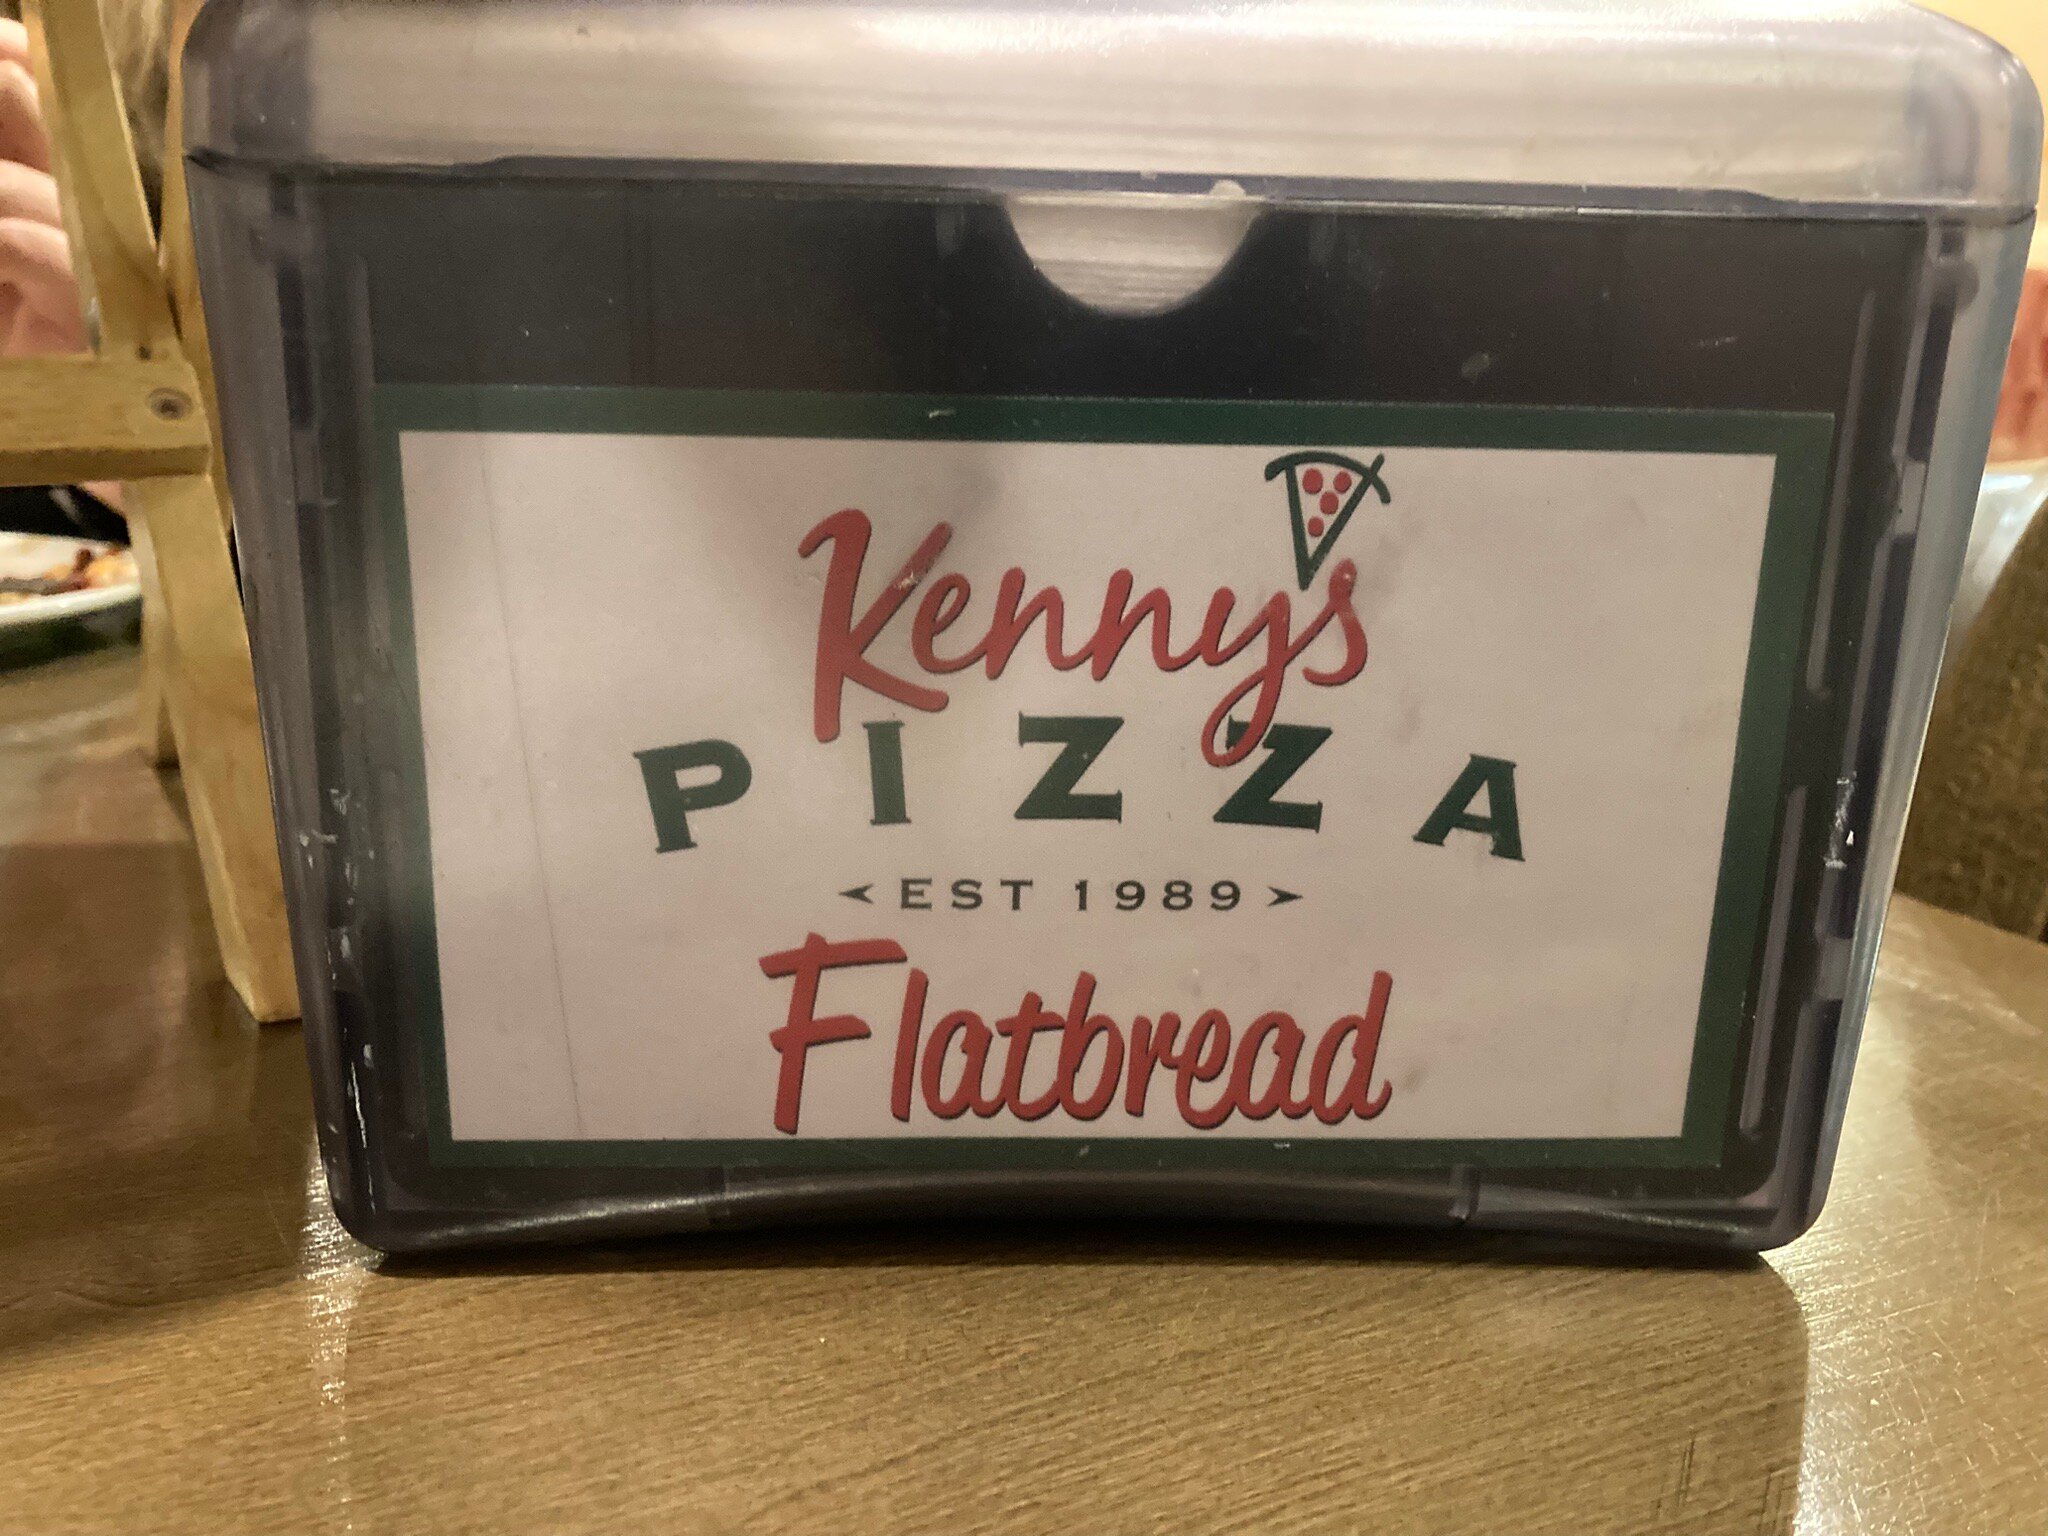 Kenny's
PIZZA
<EST 1989>
Flatbread